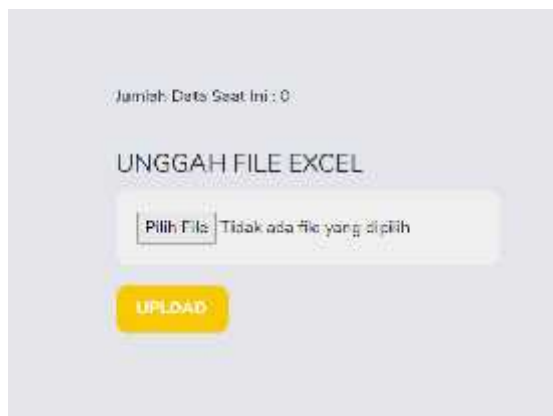 Jumlah Data Saat Ini : 0
UNGGAH FILE EXCEL
Pilih File Tidak ada file yang dipilih
UPLOAD